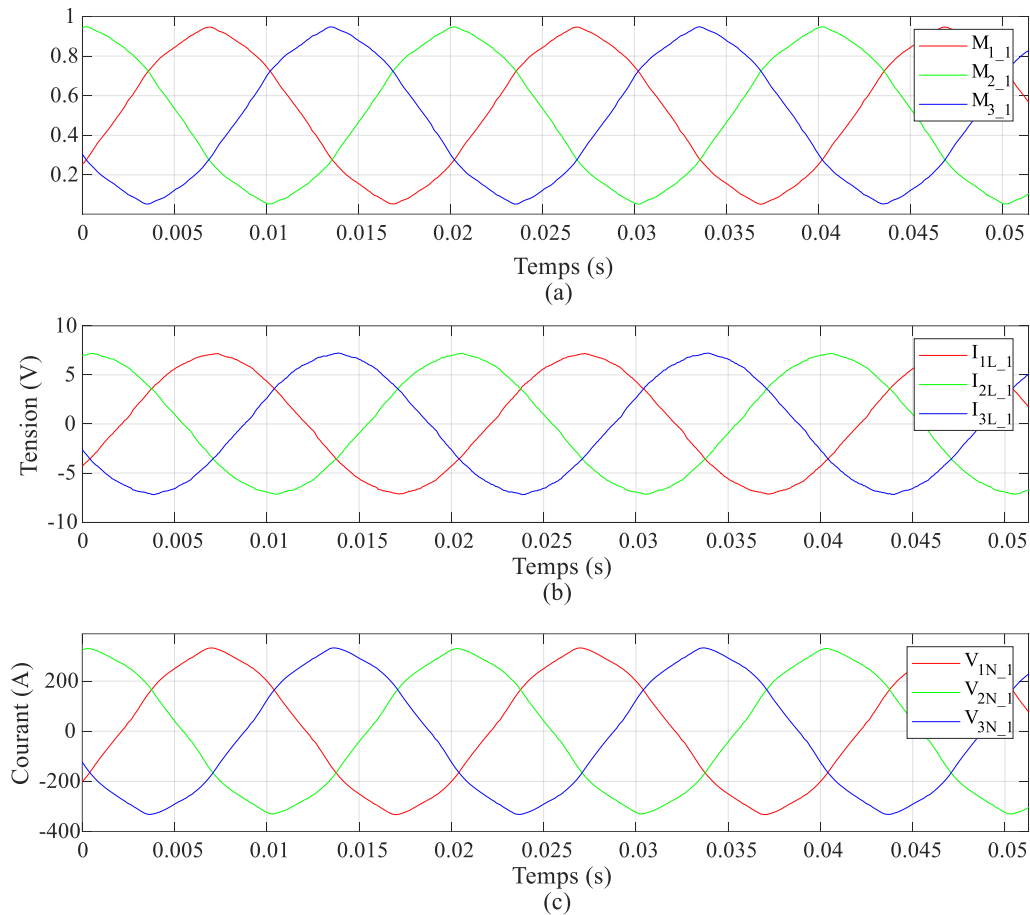 1
0.8
0.6
0.4
0.2
M1_1
M2_1
M3_1
0 0.005 0.01 0.015 0.02 0.025 0.03 0.035 0.04 0.045 0.05
Temps (s)
(a)
Tension (V)
10
5
0
-5
-10
I1L_1
I2L_1
I3L_1
0 0.005 0.01 0.015 0.02 0.025 0.03 0.035 0.04 0.045 0.05
Temps (s)
(b)
Courant (A)
200
0
-200
-400
V1N_1
V2N_1
V3N_1
0 0.005 0.01 0.015 0.02 0.025 0.03 0.035 0.04 0.045 0.05
Temps (s)
(c)